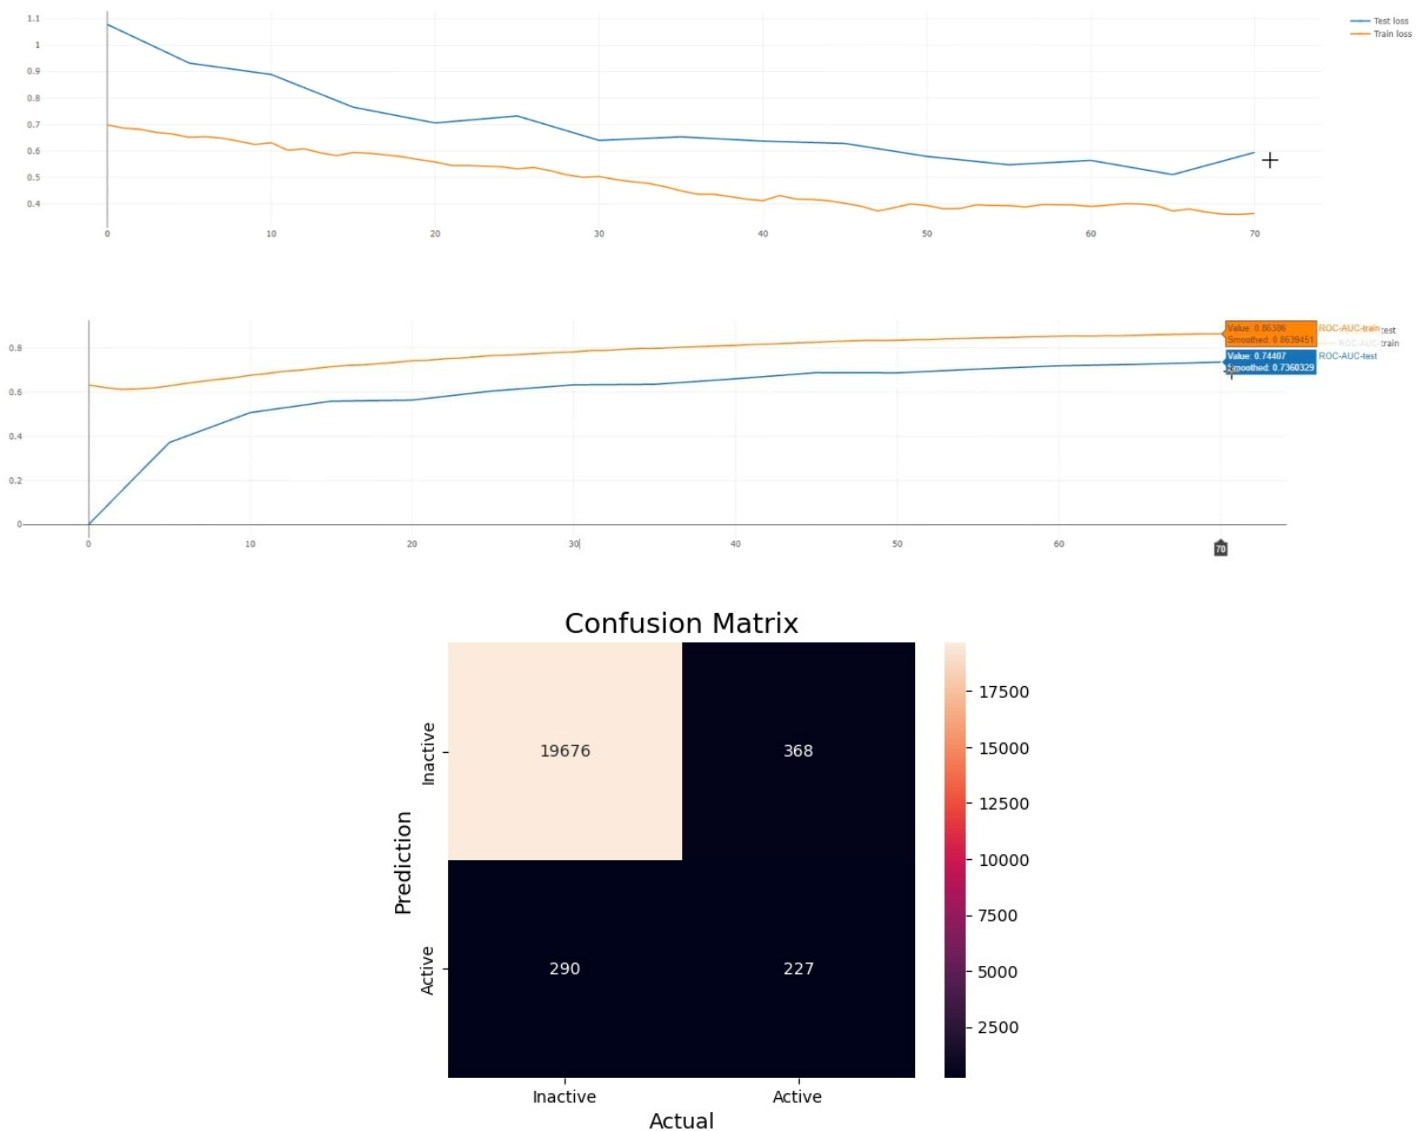 1.1
1
0.9
0.8
0.7
0.6
0.5
0.4
0 10 20 30 40 50 60 70
Test loss
Train loss
0.8
0.6
0.4
0.2
0
0 10 20 30 40 50 60 70
Value: 0.86386
Smoothed: 0.8639451
ROC-AUC-train
test
ROC-AUC-train
Value: 0.74407
Smoothed: 0.7360329
ROC-AUC-test
Confusion Matrix
Prediction
Inactive
Active
19676 368
290 227
Inactive Active
Actual
17500
15000
12500
10000
7500
5000
2500